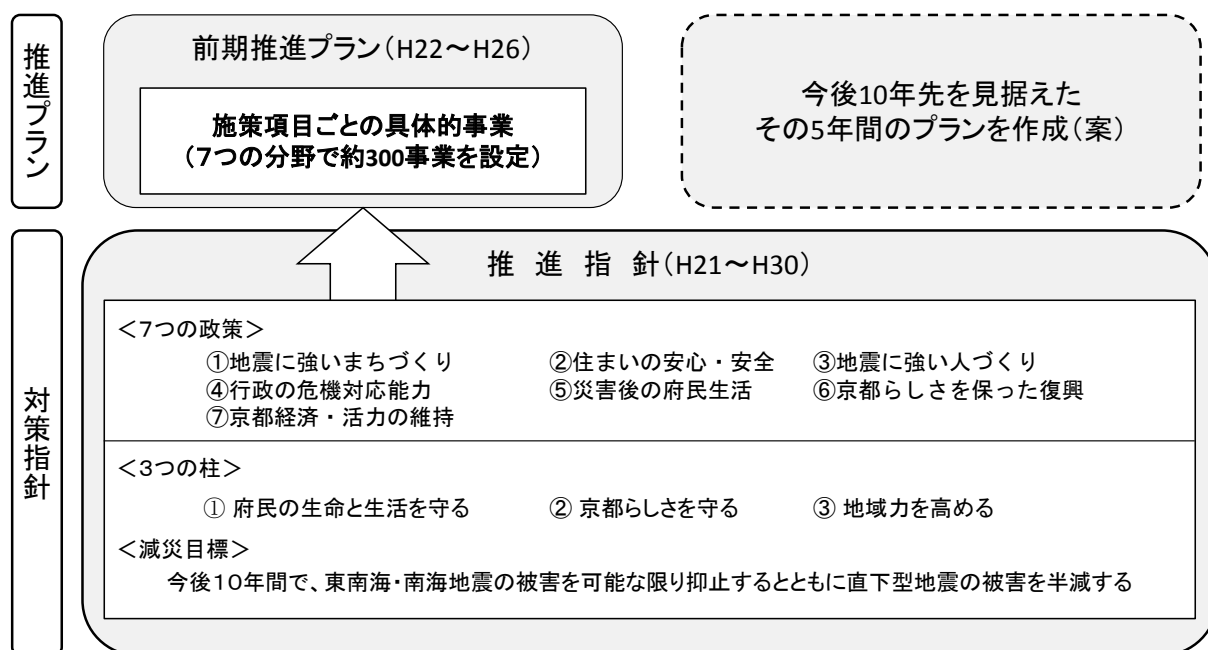 推進プラン
前期推進プラン(H22~H26)
施策項目ごとの具体的事業
(7つの分野で約300事業を設定)
今後10年先を見据えた
その5年間のプランを作成(案)
対策指針
推 進 指 針(H21~H30)
<7つの政策>
①地震に強いまちづくり ②住まいの安心・安全 ③地震に強い人づくり
④行政の危機対応能力 ⑤災害後の府民生活 ⑥京都らしさを保った復興
⑦京都経済・活力の維持
<3つの柱>
① 府民の生命と生活を守る ② 京都らしさを守る ③ 地域力を高める
<減災目標>
今後10年間で、東南海・南海地震の被害を可能な限り抑止するとともに直下型地震の被害を半減する